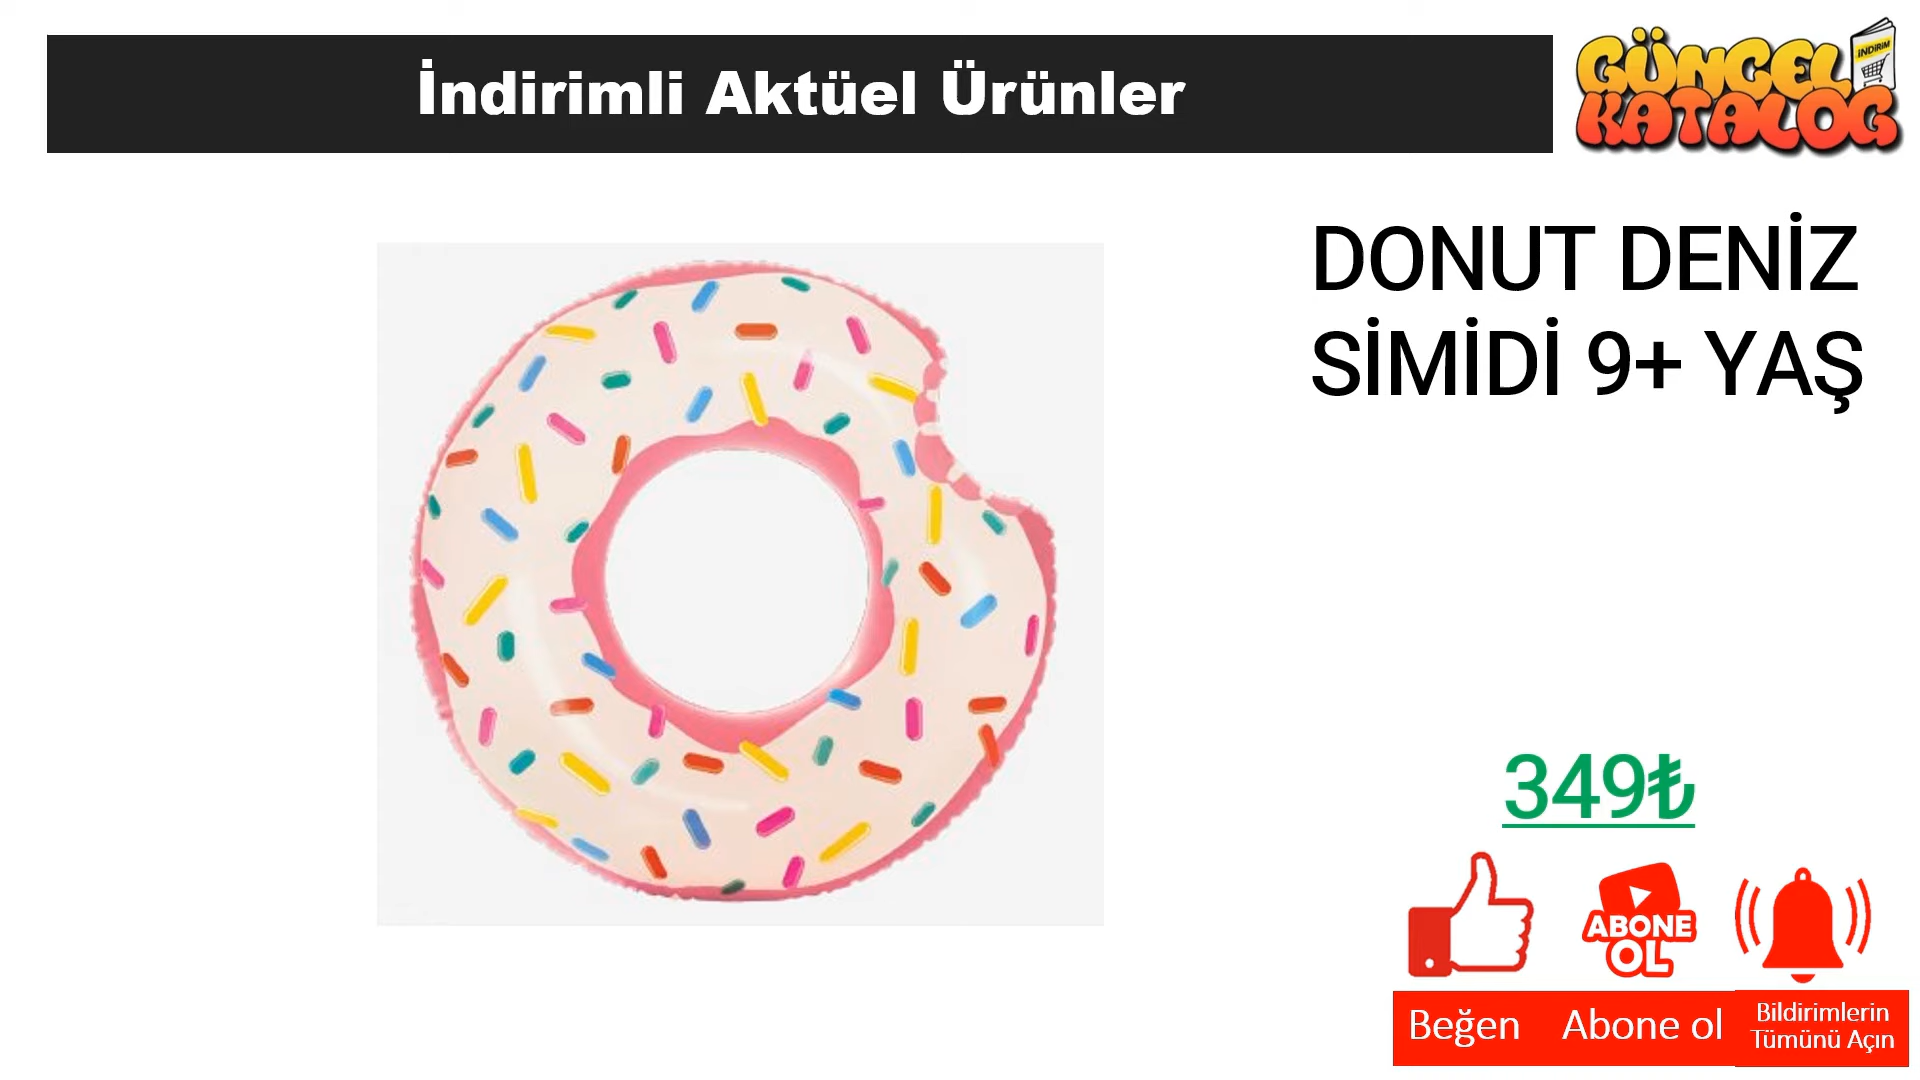 İndirimli Aktüel Ürünler
GÜNCEL
KATALOG
İNDİRİM
DONUT DENİZ
SİMİDİ 9+ YAŞ
349₺
ABONE
OL
Beğen
Abone ol
Bildirimlerin
Tümünü Açın